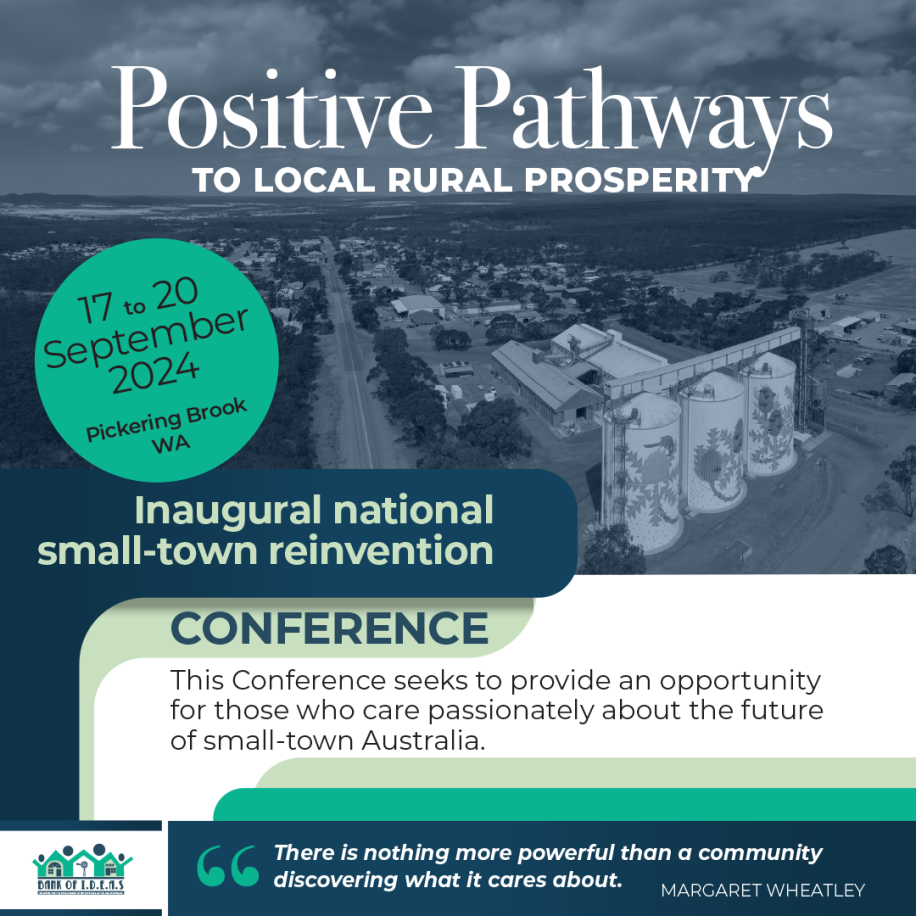 Positive Pathways
TO LOCAL RURAL PROSPERITY
17 to 20
September
2024
Pickering Brook
WA
Inaugural national
small-town reinvention
CONFERENCE
This Conference seeks to provide an opportunity
for those who care passionately about the future
of small-town Australia.
There is nothing more powerful than a community
discovering what it cares about.
MARGARET WHEATLEY
BANK OF I.D.E.A.S